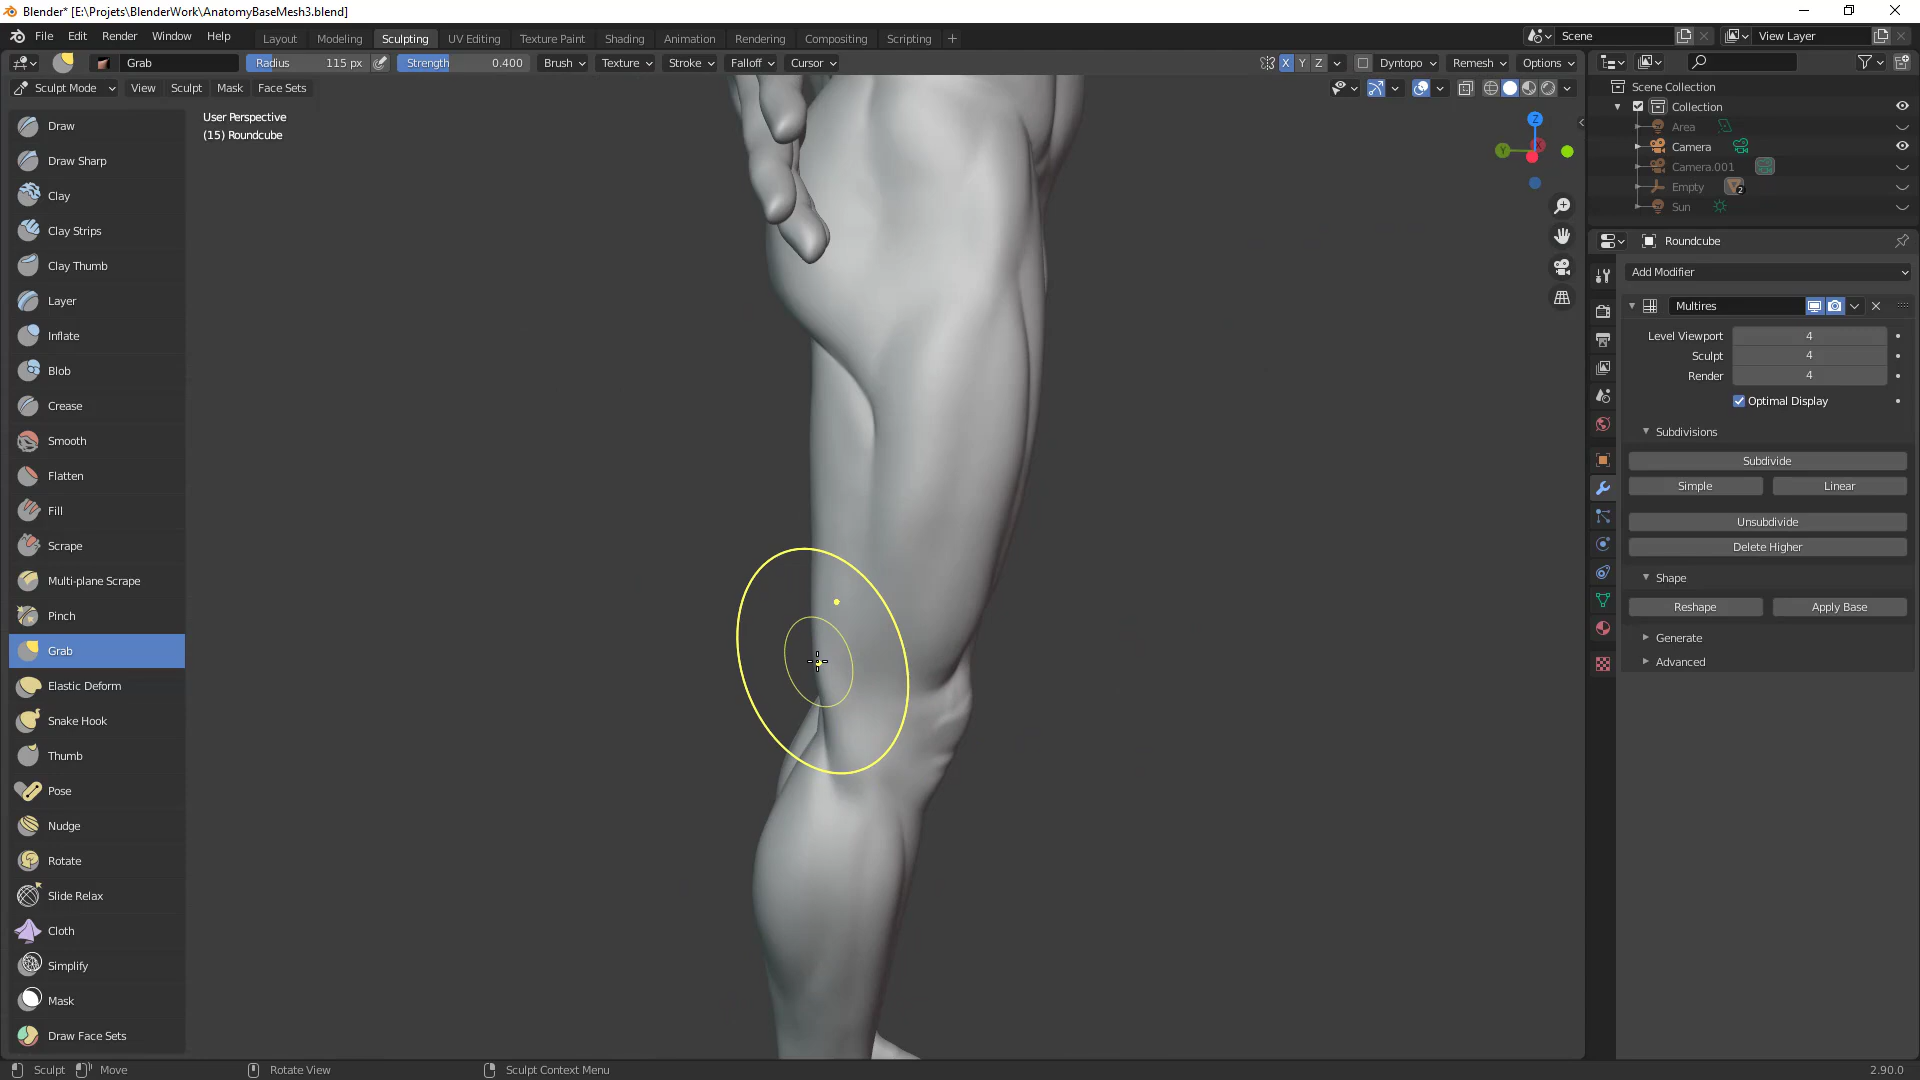 Blender* [E:\Projets\BlenderWork\AnatomyBaseMesh3.blend]
File Edit Render Window Help Layout Modeling Sculpting UV Editing Texture Paint Shading Animation Rendering Compositing Scripting + Scene View Layer
Grab Radius 115 px Strength 0.400 Brush Texture Stroke Falloff Cursor X Y Z Dyntopo Remesh Options
Sculpt Mode View Sculpt Mask Face Sets
User Perspective
(15) Roundcube
Draw
Draw Sharp
Clay
Clay Strips
Clay Thumb
Layer
Inflate
Blob
Crease
Smooth
Flatten
Fill
Scrape
Multi-plane Scrape
Pinch
Grab
Elastic Deform
Snake Hook
Thumb
Pose
Nudge
Rotate
Slide Relax
Cloth
Simplify
Mask
Draw Face Sets
Z
Y
X
Scene Collection
Collection
Area
Camera
Camera.001
Empty 2
Sun
Roundcube
Add Modifier
Multires
Level Viewport 4
Sculpt 4
Render 4
Optimal Display
Subdivisions
Subdivide
Simple Linear
Unsubdivide
Delete Higher
Shape
Reshape Apply Base
Generate
Advanced
Sculpt Move Rotate View Sculpt Context Menu 2.90.0